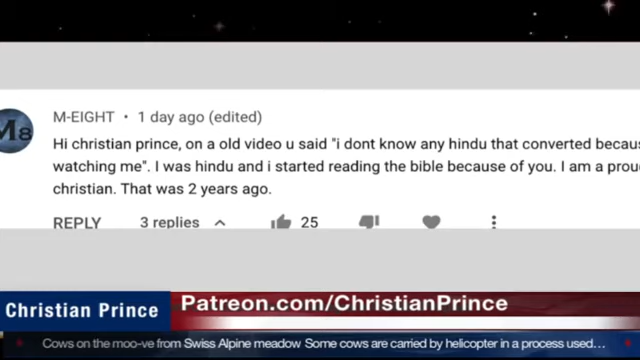 M8
M-EIGHT • 1 day ago (edited)
Hi christian prince, on a old video u said "i dont know any hindu that converted becau
watching me". I was hindu and i started reading the bible because of you. I am a prou
christian. That was 2 years ago.
REPLY 3 replies 25
Patreon.com/ChristianPrince
Christian Prince
Cows on the moo-ve from Swiss Alpine meadow Some cows are carried by helicopter in a process used…